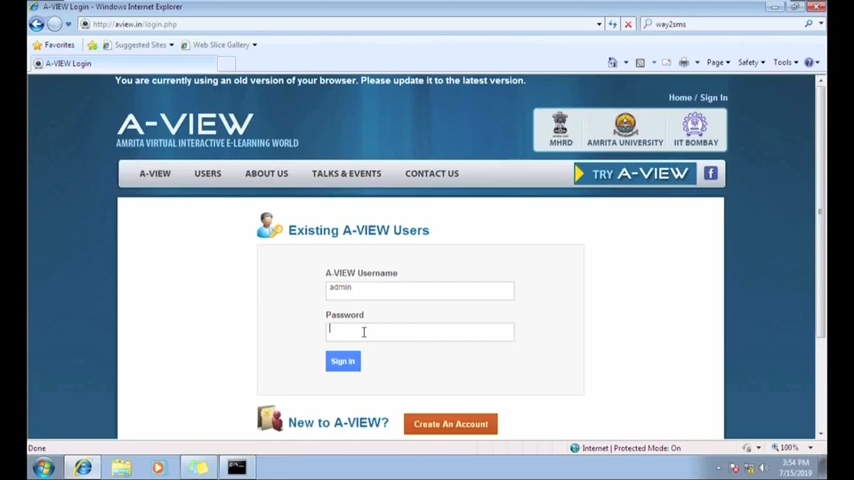 A-VIEW Login - Windows Internet Explorer
http://aview.in/login.php
way2sms
Favorites Suggested Sites Web Slice Gallery
A-VIEW Login
Page Safety Tools
You are currently using an old version of your browser. Please update it to the latest version.
Home / Sign In
A-VIEW
AMRITA VIRTUAL INTERACTIVE E-LEARNING WORLD
MHRD AMRITA UNIVERSITY IIT BOMBAY
A-VIEW USERS ABOUT US TALKS & EVENTS CONTACT US TRY A-VIEW f
Existing A-VIEW Users
A-VIEW Username
admin
Password
Sign In
New to A-VIEW? Create An Account
Done Internet | Protected Mode: On 100%
3:54 PM
7/15/2019